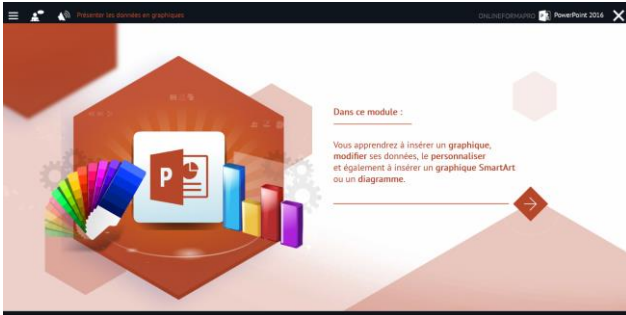 Présenter les données en graphiques
ONLINEFORMAPRO PowerPoint 2016
Dans ce module :
Vous apprendrez à insérer un graphique,
modifier ses données, le personnaliser
et également à insérer un graphique SmartArt
ou un diagramme.
P